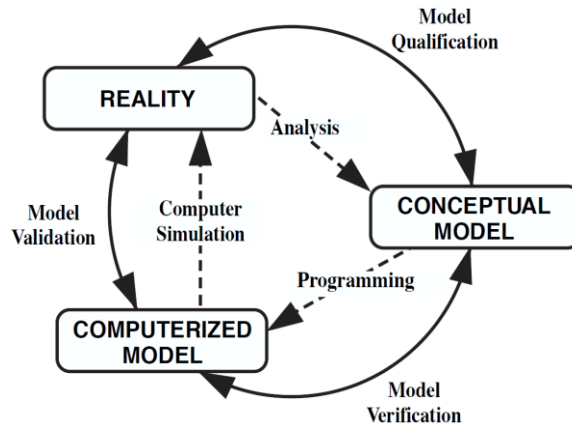 Model
Qualification
REALITY
Analysis
Model
Validation
Computer
Simulation
CONCEPTUAL
MODEL
Programming
COMPUTERIZED
MODEL
Model
Verification